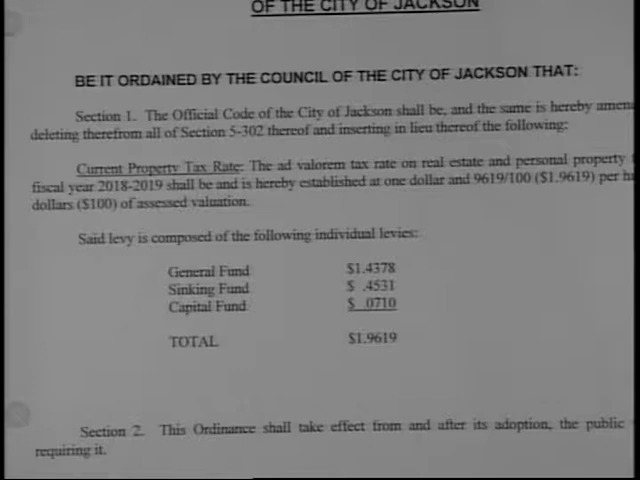 OF THE CITY OF JACKSON
BE IT ORDAINED BY THE COUNCIL OF THE CITY OF JACKSON THAT:
Section 1. The Official Code of the City of Jackson shall be, and the same is hereby amen
deleting therefrom all of Section 5-302 thereof and inserting in lieu thereof the following:
Current Property Tax Rate: The ad valorem tax rate on real estate and personal property
fiscal year 2018-2019 shall be and is hereby established at one dollar and 9619/100 ($1.9619) per h
dollars ($100) of assessed valuation.
Said levy is composed of the following individual levies:
General Fund $1.4378
Sinking Fund $ .4531
Capital Fund $ .0710
TOTAL $1.9619
Section 2. This Ordinance shall take effect from and after its adoption, the public
requiring it.